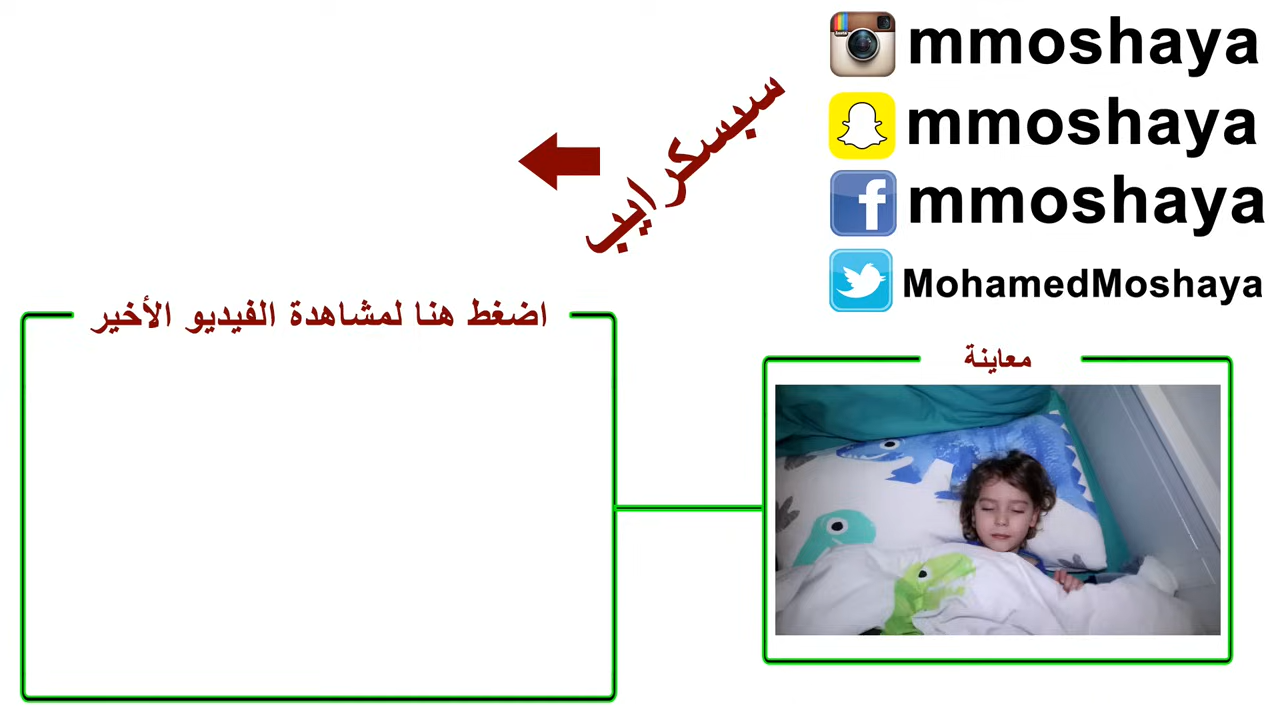 mmoshaya
mmoshaya
mmoshaya
MohamedMoshaya
سبسكرايب
اضغط هنا لمشاهدة الفيديو الأخير
معاينة